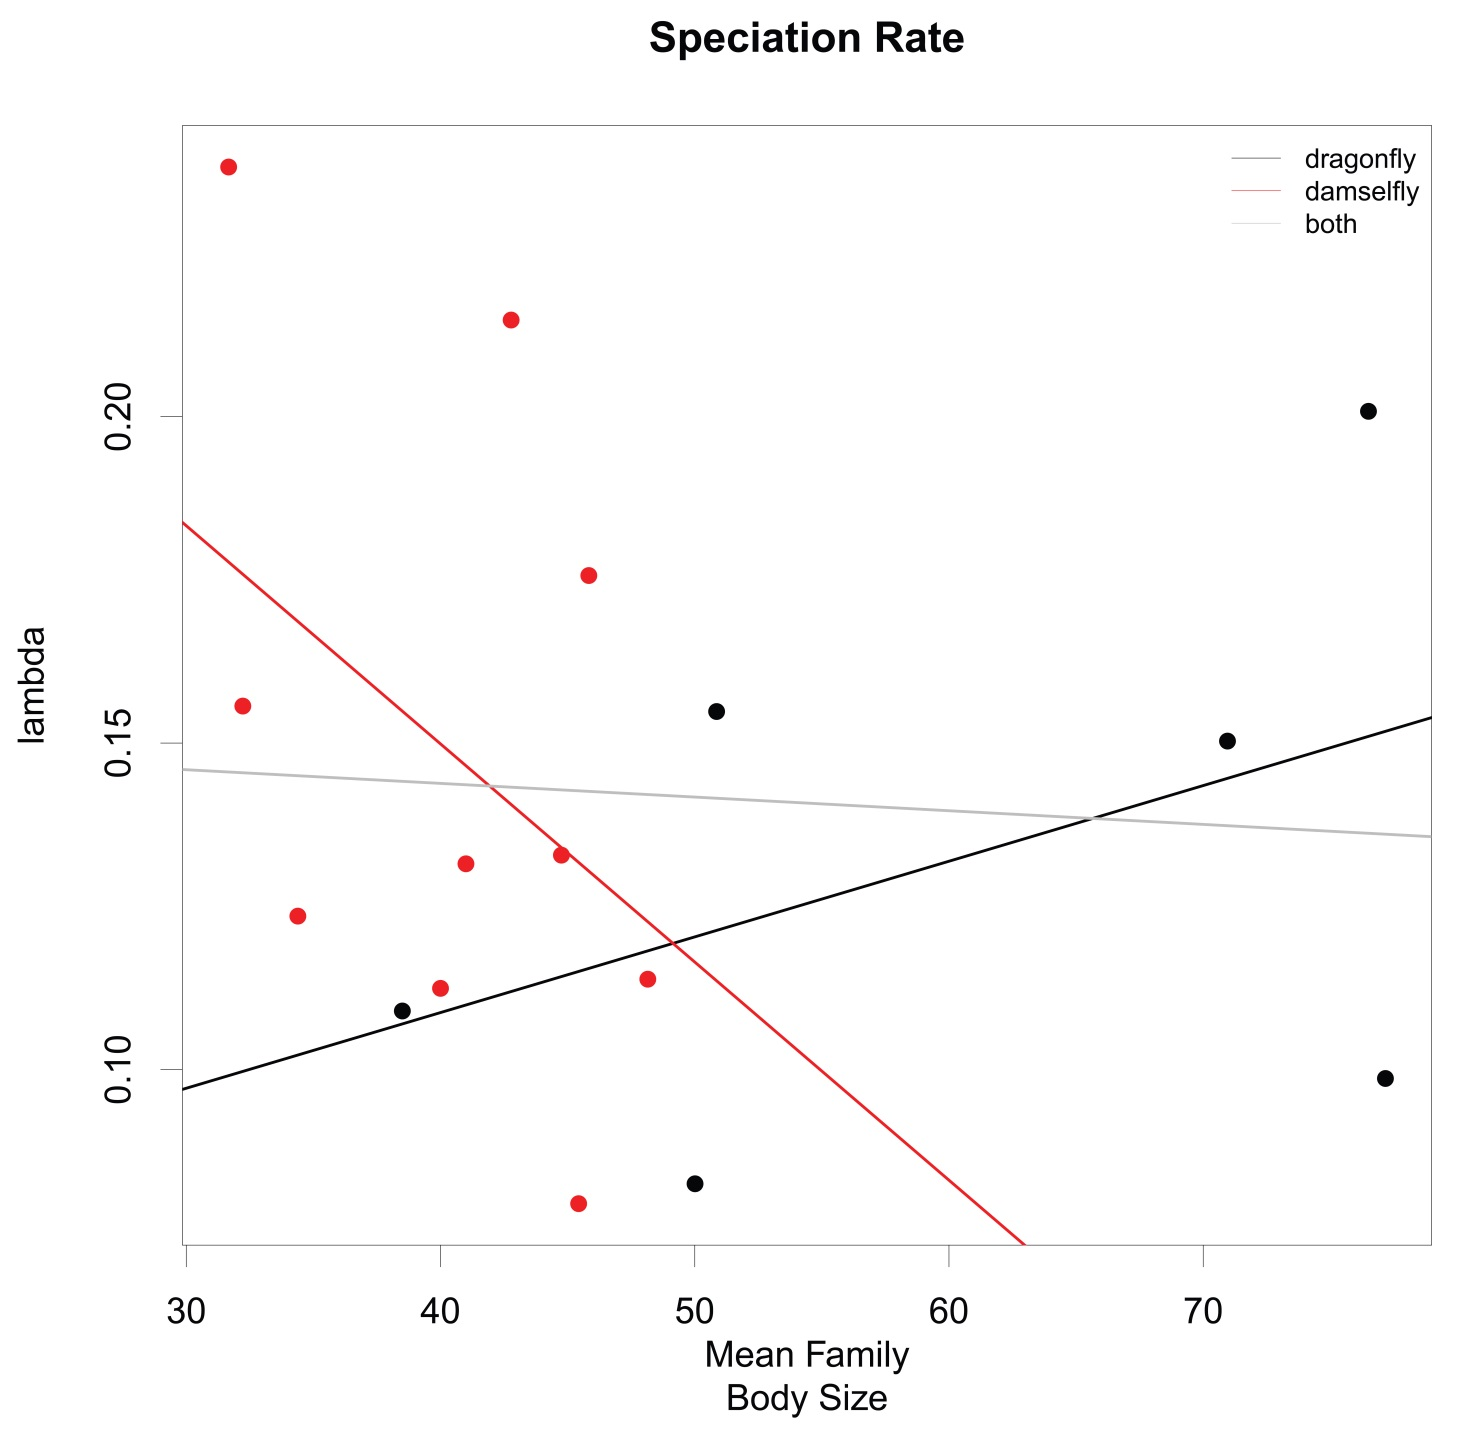 Speciation Rate
dragonfly
damselfly
both
0.20
0.15
0.10
lambda
30 40 50 60 70
Mean Family
Body Size